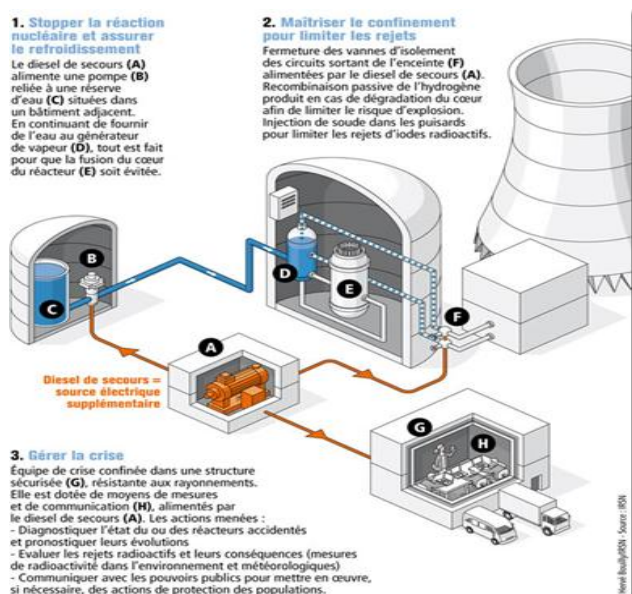 1. Stopper la réaction
nucléaire et assurer
le refroidissement
Le diesel de secours (A)
alimente une pompe (B)
reliée à une réserve
d'eau (C) situées dans
un bâtiment adjacent.
En continuant de fournir
de l'eau au générateur
de vapeur (D), tout est fait
pour que la fusion du cœur
du réacteur (E) soit évitée.
2. Maîtriser le confinement
pour limiter les rejets
Fermeture des vannes d'isolement
des circuits sortant de l'enceinte (F)
alimentées par le diesel de secours (A).
Recombinaison passive de l'hydrogène
produit en cas de dégradation du cœur
afin de limiter le risque d'explosion.
Injection de soude dans les puisards
pour limiter les rejets d'iodes radioactifs.
B
C
D
E
F
A
Diesel de secours =
source électrique
supplémentaire
G
H
3. Gérer la crise
Équipe de crise confinée dans une structure
sécurisée (G), résistante aux rayonnements.
Elle est dotée de moyens de mesures
et de communication (H), alimentés par
le diesel de secours (A). Les actions menées :
- Diagnostiquer l'état du ou des réacteurs accidentés
et pronostiquer leurs évolutions
- Evaluer les rejets radioactifs et leurs conséquences (mesures
de radioactivité dans l'environnement et météorologiques)
- Communiquer avec les pouvoirs publics pour mettre en œuvre,
si nécessaire, des actions de protection des populations.
Hervé Bouilly/IRSN - Source : IRSN